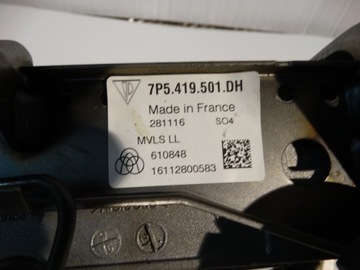 7P5.419.501.DH
Made in France
281116 SO4
MVLS LL
610848
16112800583